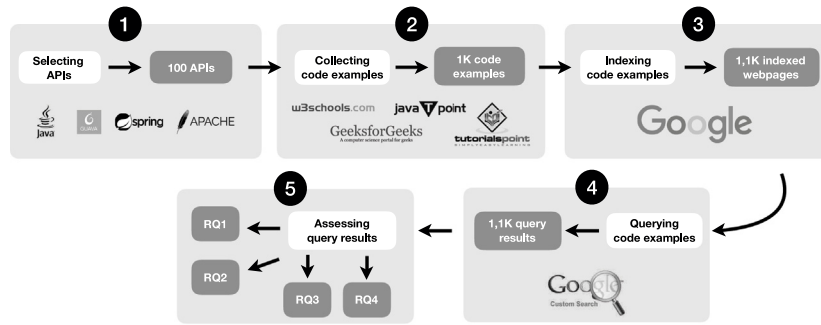 1
Selecting
APIs
100 APIs
Java
GUAVA
spring
APACHE
2
Collecting
code examples
1K code
examples
w3schools.com
javaTpoint
GeeksforGeeks
A computer science portal for geeks
tutorialspoint
SIMPLYEASYLEARNING
3
Indexing
code examples
1,1K indexed
webpages
Google
4
1,1K query
results
Querying
code examples
Google
Custom Search
5
RQ1
Assessing
query results
RQ2
RQ3
RQ4